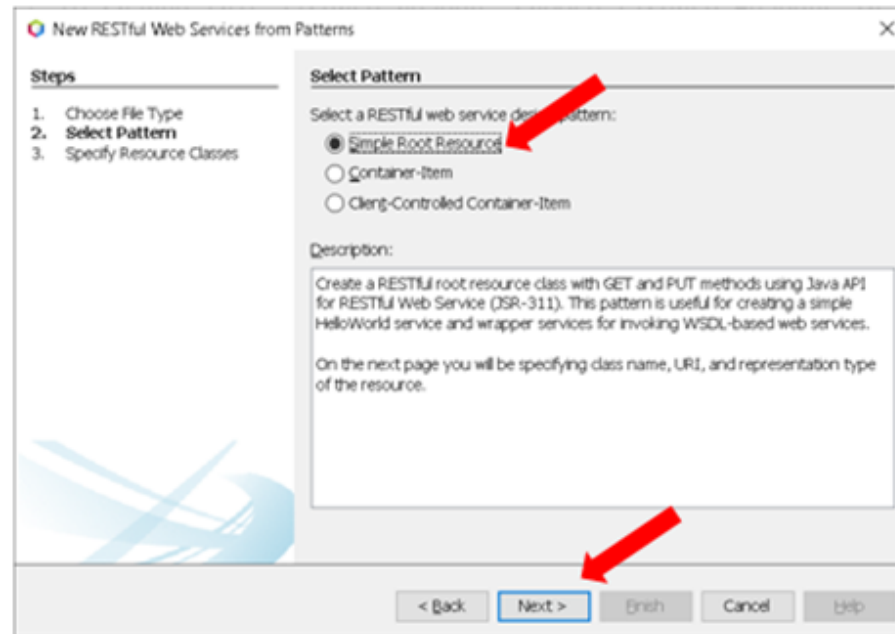 New RESTful Web Services from Patterns
Steps
1. Choose File Type
2. Select Pattern
3. Specify Resource Classes
Select Pattern
Select a RESTful web service design pattern:
Simple Root Resource
Container-Item
Client-Controlled Container-Item
Description:
Create a RESTful root resource class with GET and PUT methods using Java API
for RESTful Web Service (JSR-311). This pattern is useful for creating a simple
HelloWorld service and wrapper services for invoking WSDL-based web services.
On the next page you will be specifying class name, URI, and representation type
of the resource.
< Back Next > Finish Cancel Help